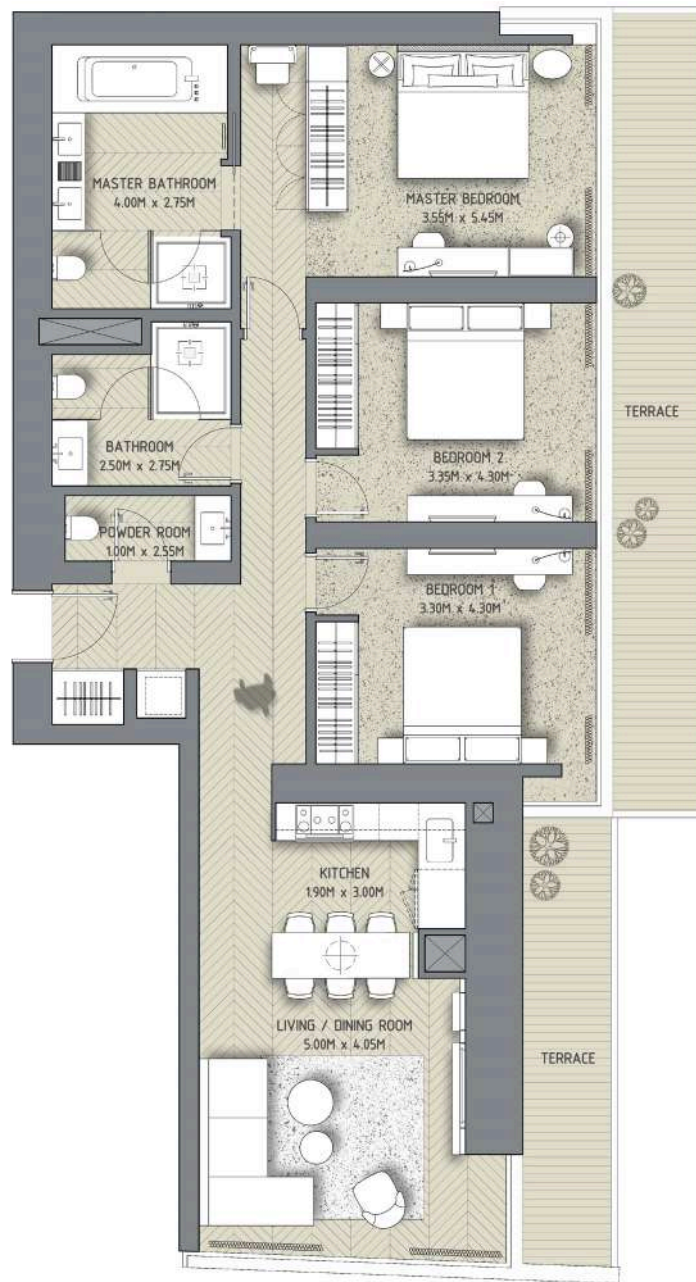 MASTER BATHROOM
4.00M x 2.75M
MASTER BEDROOM
3.55M x 5.45M
TERRACE
BATHROOM
2.50M x 2.75M
BEDROOM 2
3.35M x 4.30M
POWDER ROOM
1.00M x 2.55M
BEDROOM 1
3.30M x 4.30M
KITCHEN
1.90M x 3.00M
LIVING / DINING ROOM
5.00M x 4.05M
TERRACE